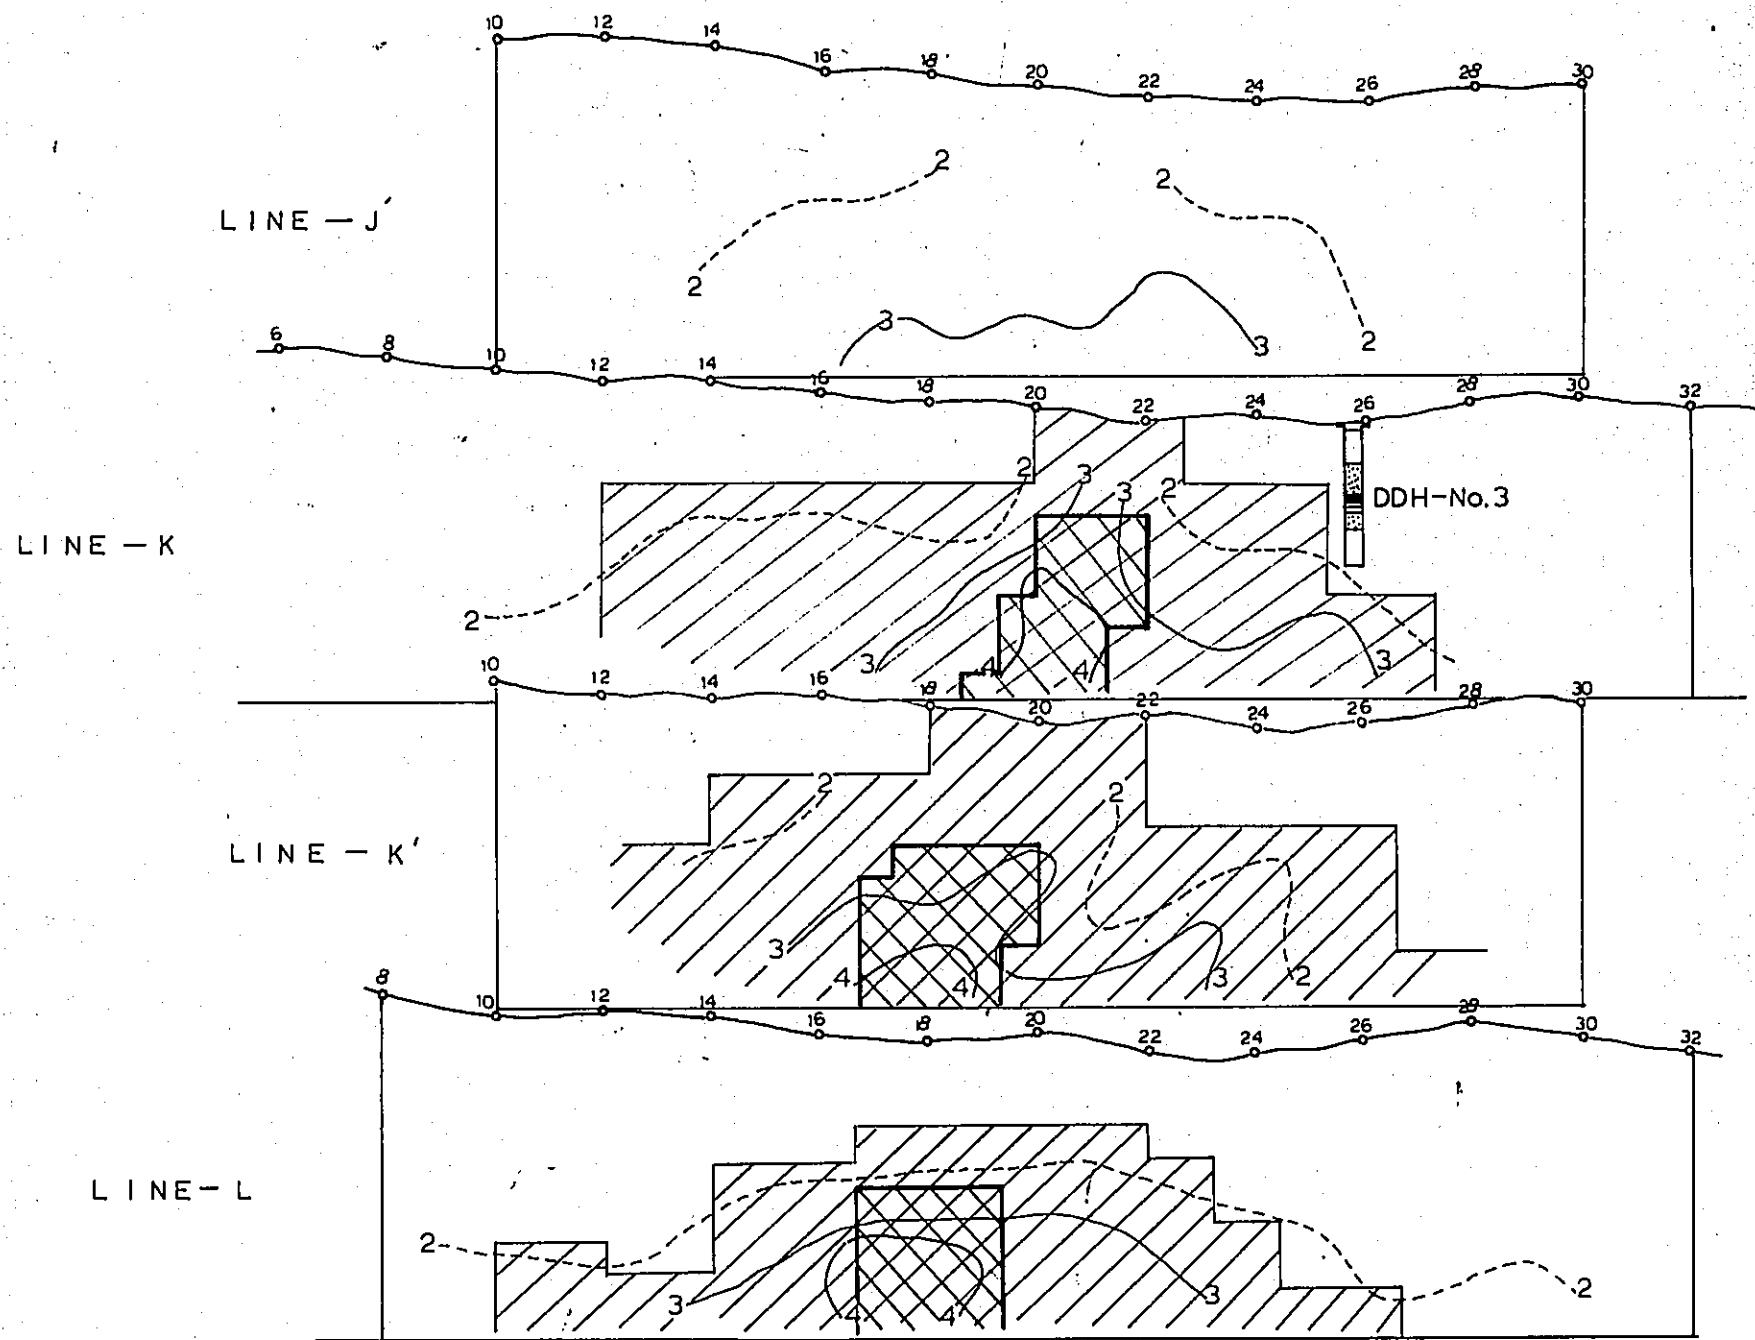 10 12 14 16 18 20 22 24 26 28 30
2 2
LINE — J'
2
3 3 2
6 8 10 12 14 16 18 20 22 24 26 28 30 32
2 3 3 2
DDH-No.3
LINE — K
2
3 4 4 3
10 12 14 16 18 20 22 24 26 28 30
2 2
LINE — K'
3 4 4 3 2
8 10 12 14 16 18 20 22 24 26 28 30 32
LINE — L
2 2
3 4 4 3